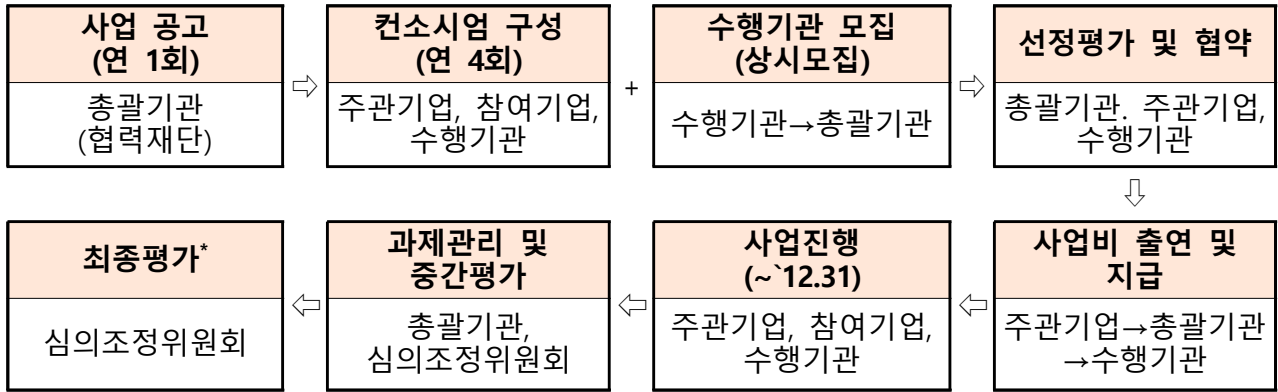 사업 공고
(연 1회)
총괄기관
(협력재단)
⇨
컨소시엄 구성
(연 4회)
주관기업, 참여기업,
수행기관
+
수행기관 모집
(상시모집)
수행기관→총괄기관
⇨
선정평가 및 협약
총괄기관. 주관기업,
수행기관
⇩
최종평가*
심의조정위원회
⇦
과제관리 및
중간평가
총괄기관,
심의조정위원회
⇦
사업진행
(~`12.31)
주관기업, 참여기업,
수행기관
⇦
사업비 출연 및
지급
주관기업→총괄기관
→수행기관